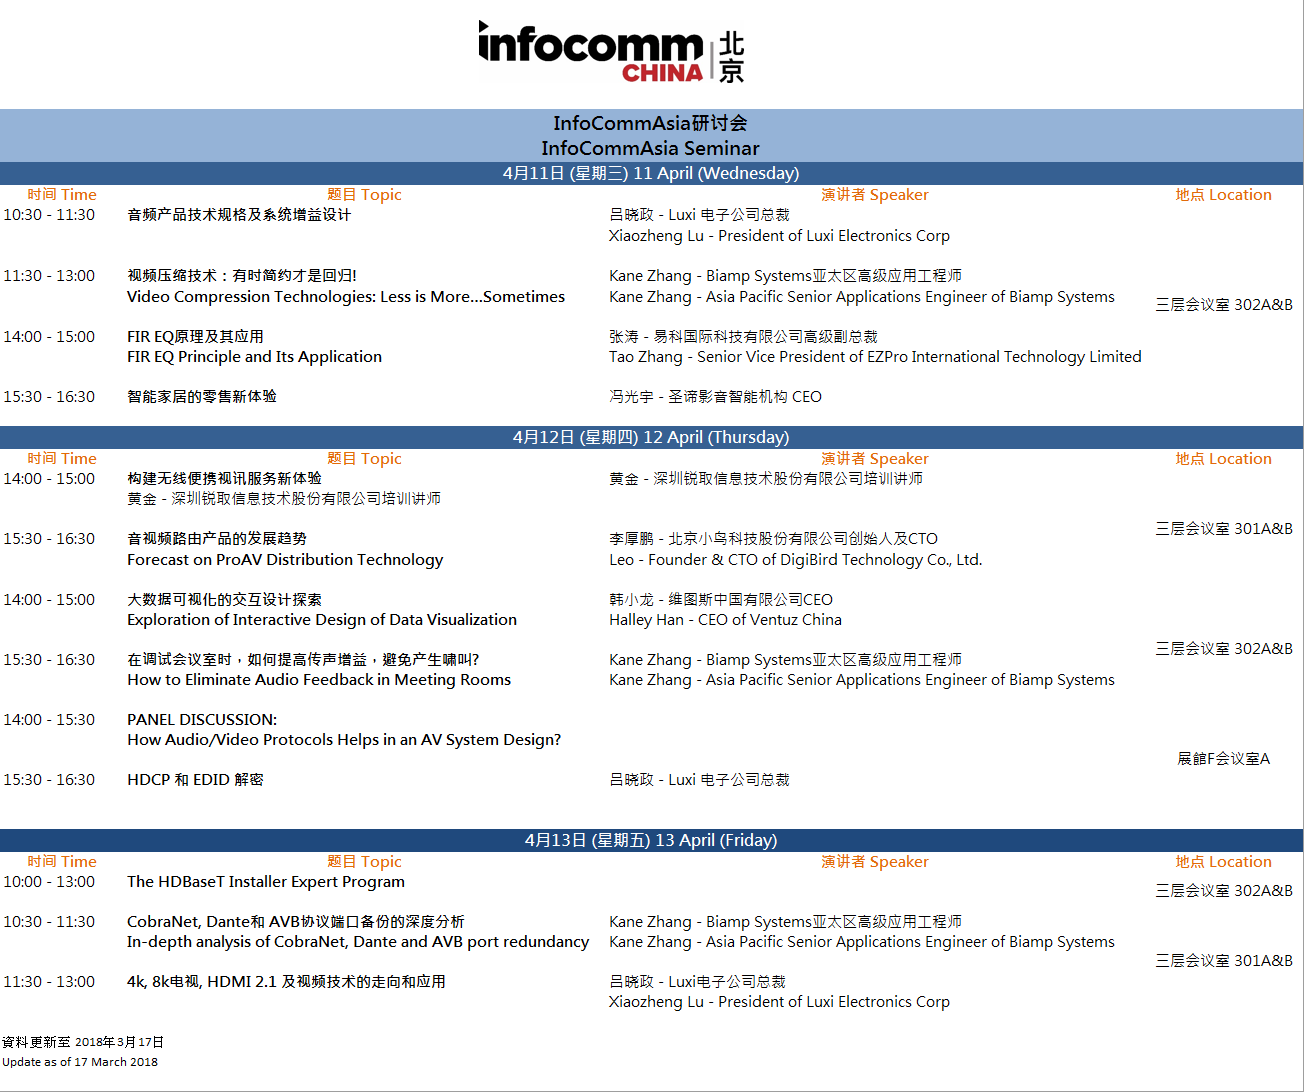 infocomm
CHINA
北京
InfoCommAsia研讨会
InfoCommAsia Seminar
4月11日 (星期三) 11 April (Wednesday)
时间 Time 题目 Topic 演讲者 Speaker 地点 Location
10:30 - 11:30 音频产品技术规格及系统增益设计 吕晓政 - Luxi 电子公司总裁
Xiaozheng Lu - President of Luxi Electronics Corp
11:30 - 13:00 视频压缩技术：有时简约才是回归! Kane Zhang - Biamp Systems亚太区高级应用工程师
Video Compression Technologies: Less is More...Sometimes Kane Zhang - Asia Pacific Senior Applications Engineer of Biamp Systems
三层会议室 302A&B
14:00 - 15:00 FIR EQ原理及其应用 张涛 - 易科国际科技有限公司高级副总裁
FIR EQ Principle and Its Application Tao Zhang - Senior Vice President of EZPro International Technology Limited
15:30 - 16:30 智能家居的零售新体验 冯光宇 - 圣谛影音智能机构 CEO
4月12日 (星期四) 12 April (Thursday)
时间 Time 题目 Topic 演讲者 Speaker 地点 Location
14:00 - 15:00 构建无线便携视讯服务新体验 黄金 - 深圳锐取信息技术股份有限公司培训讲师
黄金 - 深圳锐取信息技术股份有限公司培训讲师
三层会议室 301A&B
15:30 - 16:30 音视频路由产品的发展趋势 李厚鹏 - 北京小鸟科技股份有限公司创始人及CTO
Forecast on ProAV Distribution Technology Leo - Founder & CTO of DigiBird Technology Co., Ltd.
14:00 - 15:00 大数据可视化的交互设计探索 韩小龙 - 维图斯中国有限公司CEO
Exploration of Interactive Design of Data Visualization Halley Han - CEO of Ventuz China
三层会议室 302A&B
15:30 - 16:30 在调试会议室时，如何提高传声增益，避免产生啸叫? Kane Zhang - Biamp Systems亚太区高级应用工程师
How to Eliminate Audio Feedback in Meeting Rooms Kane Zhang - Asia Pacific Senior Applications Engineer of Biamp Systems
14:00 - 15:30 PANEL DISCUSSION:
How Audio/Video Protocols Helps in an AV System Design?
展館F会议室A
15:30 - 16:30 HDCP 和 EDID 解密 吕晓政 - Luxi 电子公司总裁
4月13日 (星期五) 13 April (Friday)
时间 Time 题目 Topic 演讲者 Speaker 地点 Location
10:00 - 13:00 The HDBaseT Installer Expert Program
三层会议室 302A&B
10:30 - 11:30 CobraNet, Dante和 AVB协议端口备份的深度分析 Kane Zhang - Biamp Systems亚太区高级应用工程师
In-depth analysis of CobraNet, Dante and AVB port redundancy Kane Zhang - Asia Pacific Senior Applications Engineer of Biamp Systems
三层会议室 301A&B
11:30 - 13:00 4k, 8k电视, HDMI 2.1 及视频技术的走向和应用 吕晓政 - Luxi电子公司总裁
Xiaozheng Lu - President of Luxi Electronics Corp
資料更新至 2018年3月17日
Update as of 17 March 2018